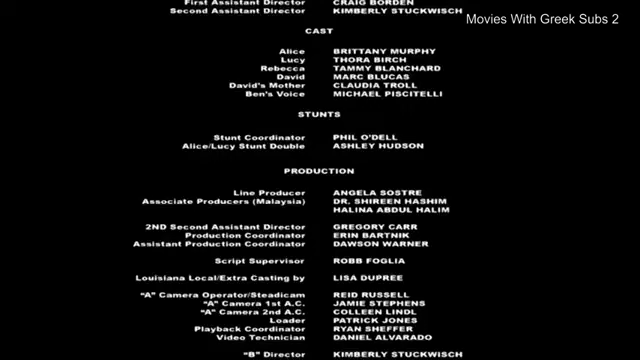 First Assistant Director CRAIG BORDEN
Second Assistant Director KIMBERLY STUCKWISCH
Movies With Greek Subs 2
CAST
Alice BRITTANY MURPHY
Lucy THORA BIRCH
Rebecca TAMMY BLANCHARD
David MARC BLUCAS
David's Mother CLAUDIA TROLL
Ben's Voice MICHAEL PISCITELLI
STUNTS
Stunt Coordinator PHIL O'DELL
Alice/Lucy Stunt Double ASHLEY HUDSON
PRODUCTION
Line Producer ANGELA SOSTRE
Associate Producers (Malaysia) DR. SHIREEN HASHIM
HALINA ABDUL HALIM
2ND Second Assistant Director GREGORY CARR
Production Coordinator ERIN BARTNIK
Assistant Production Coordinator DAWSON WARNER
Script Supervisor ROBB FOGLIA
Louisiana Local/Extra Casting by LISA DUPREE
"A" Camera Operator/Steadicam REID RUSSELL
"A" Camera 1st A.C. JAMIE STEPHENS
"A" Camera 2nd A.C. COLLEEN LINDL
Loader PATRICK JONES
Playback Coordinator RYAN SHEFFER
Video Technician DANIEL ALVARADO
"B" Director KIMBERLY STUCKWISCH